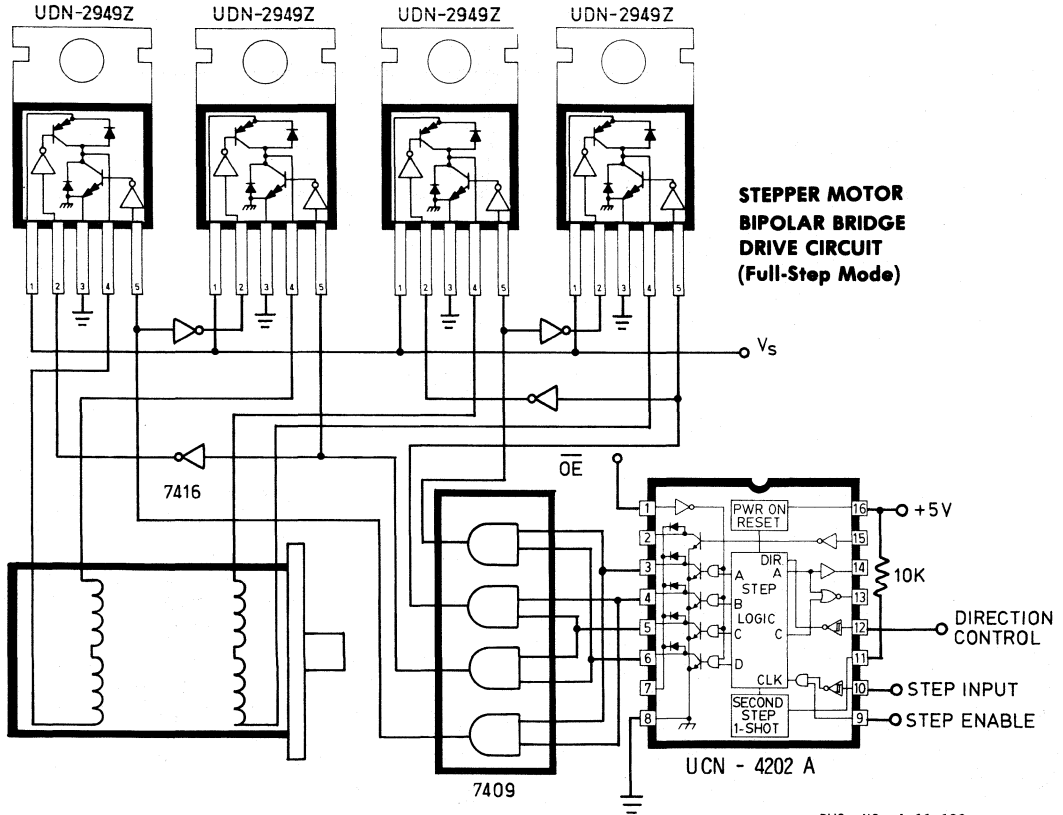 UDN-2949Z UDN-2949Z UDN-2949Z UDN-2949Z
STEPPER MOTOR
BIPOLAR BRIDGE
DRIVE CIRCUIT
(Full-Step Mode)
1 2 3 4 5 1 2 3 4 5 1 2 3 4 5 1 2 3 4 5
Vs
7416
OE
1 PWR ON RESET 16 +5V
2 15
3 DIR. A 14
A STEP
10K
4 B 13
LOGIC
5 C C 12 DIRECTION CONTROL
6 D 11
7 CLK 10 STEP INPUT
8 SECOND STEP 1-SHOT 9 STEP ENABLE
UCN - 4202 A
7409